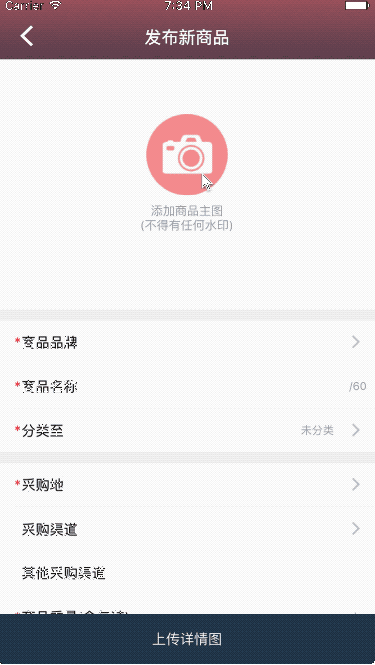 Carrier
7:34 PM
发布新商品
添加商品主图
(不得有任何水印)
*商品品牌
*商品名称
/60
*分类至
未分类
*采购地
采购渠道
其他采购渠道
上传详情图